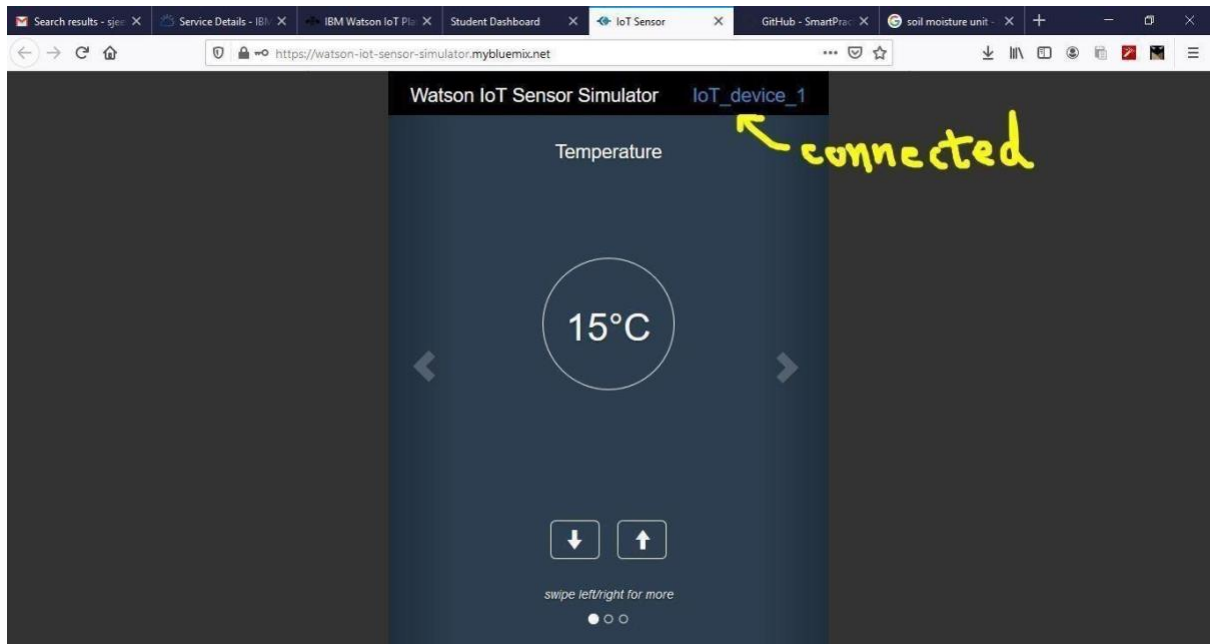 Search results - sjee
Service Details - IBM
IBM Watson IoT Pla
Student Dashboard
IoT Sensor
GitHub - SmartPrac
soil moisture unit -
https://watson-iot-sensor-simulator.mybluemix.net
Watson IoT Sensor Simulator IoT_device_1
connected
Temperature
15°C
swipe left/right for more